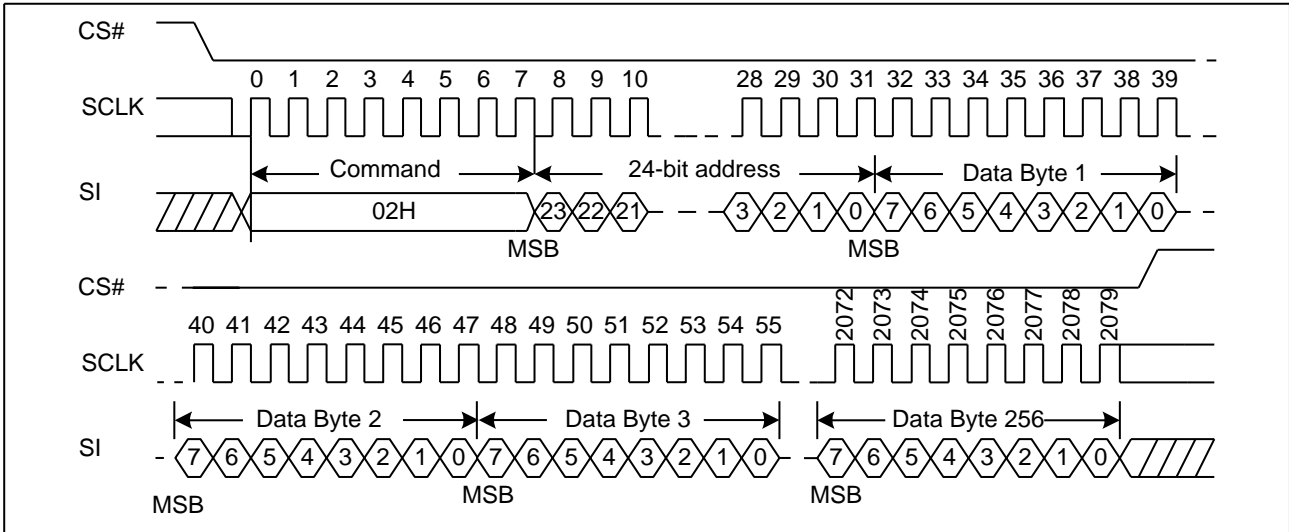 CS#
0 1 2 3 4 5 6 7 8 9 10 28 29 30 31 32 33 34 35 36 37 38 39
SCLK
Command 24-bit address Data Byte 1
SI
02H 23 22 21 3 2 1 0 7 6 5 4 3 2 1 0
MSB MSB
CS#
40 41 42 43 44 45 46 47 48 49 50 51 52 53 54 55 2072 2073 2074 2075 2076 2077 2078 2079
SCLK
Data Byte 2 Data Byte 3 Data Byte 256
SI
7 6 5 4 3 2 1 0 7 6 5 4 3 2 1 0 7 6 5 4 3 2 1 0
MSB MSB MSB